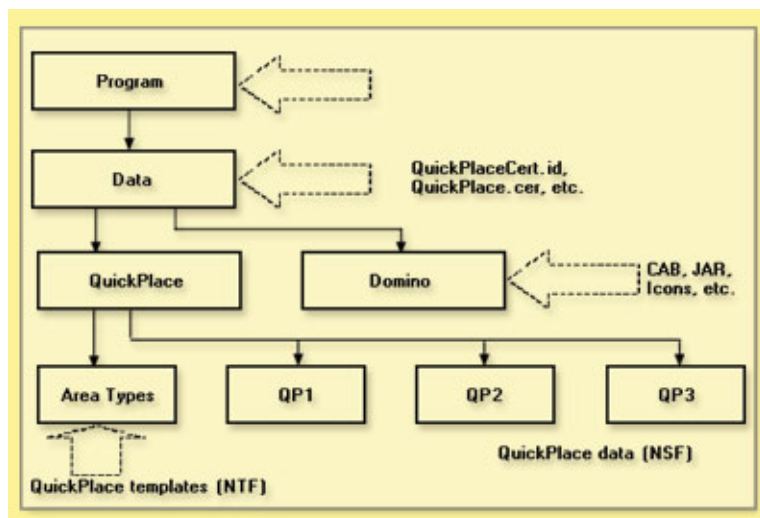 Program
Data
QuickPlaceCert.id,
QuickPlace.cer, etc.
QuickPlace
Domino
CAB, JAR,
Icons, etc.
Area Types
QP1
QP2
QP3
QuickPlace data (NSF)
QuickPlace templates (NTF)